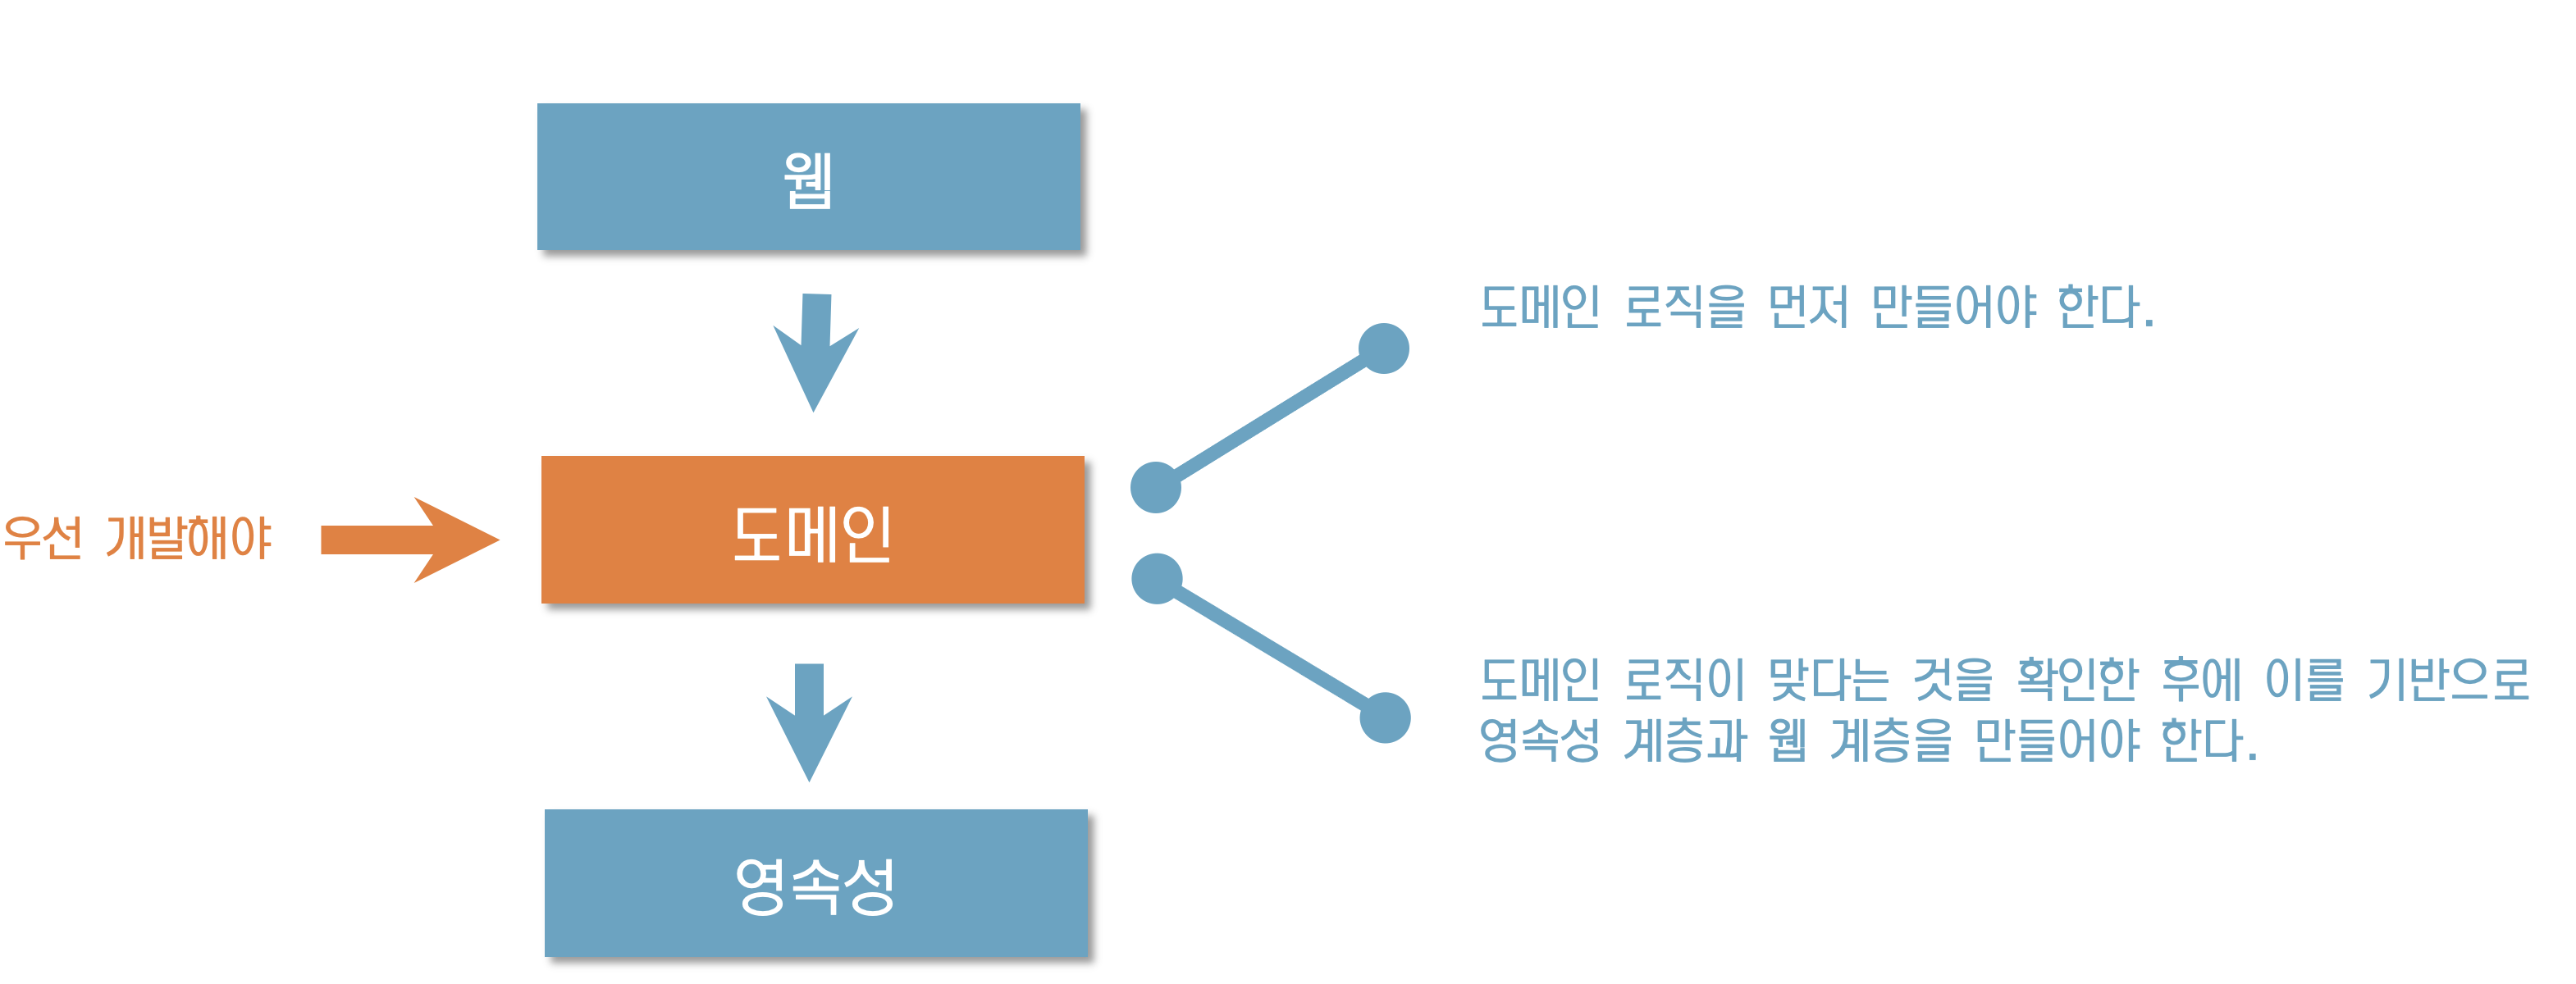 웹
도메인 로직을 먼저 만들어야 한다.
우선 개발해야
도메인
도메인 로직이 맞다는 것을 확인한 후에 이를 기반으로
영속성 계층과 웹 계층을 만들어야 한다.
영속성